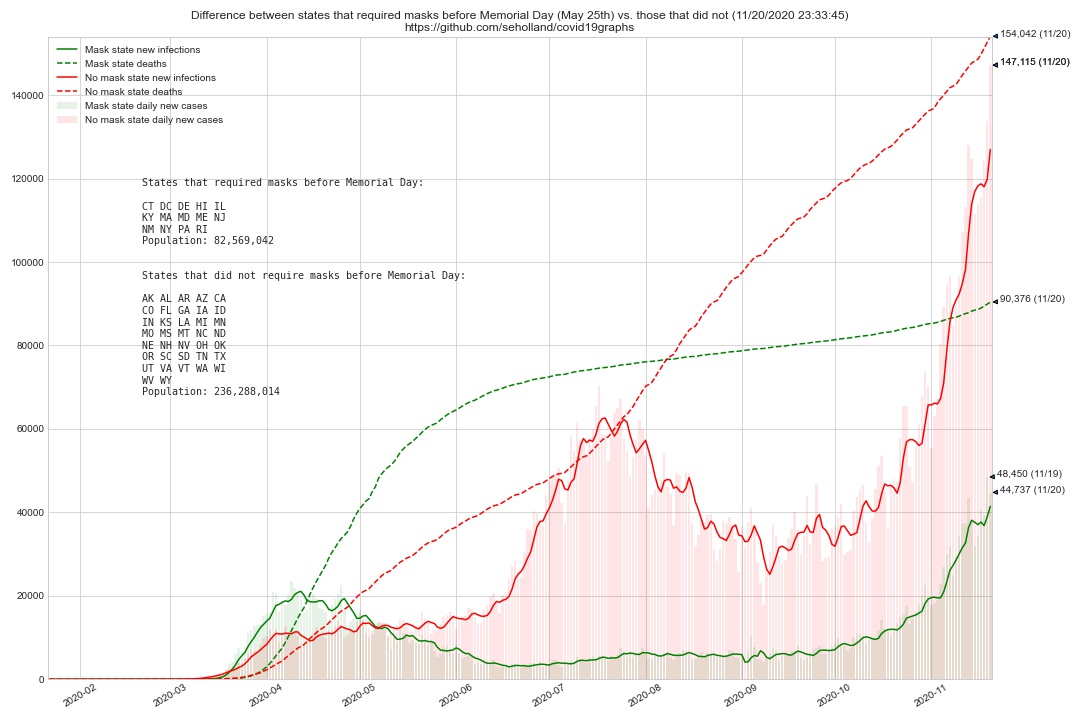 Difference between states that required masks before Memorial Day (May 25th) vs. those that did not (11/20/2020 23:33:45)
https://github.com/seholland/covid19graphs
Mask state new infections
Mask state deaths
No mask state new infections
No mask state deaths
Mask state daily new cases
No mask state daily new cases
States that required masks before Memorial Day:
CT DC DE HI IL
KY MA MD ME NJ
NM NY PA RI
Population: 82,569,042
States that did not require masks before Memorial Day:
AK AL AR AZ CA
CO FL GA IA ID
IN KS LA MI MN
MO MS MT NC ND
NE NH NV OH OK
OR SC SD TN TX
UT VA VT WA WI
WV WY
Population: 236,288,014
154,042 (11/20)
147,115 (11/20)
90,376 (11/20)
48,450 (11/19)
44,737 (11/20)
140000
120000
100000
80000
60000
40000
20000
0
2020-02
2020-03
2020-04
2020-05
2020-06
2020-07
2020-08
2020-09
2020-10
2020-11